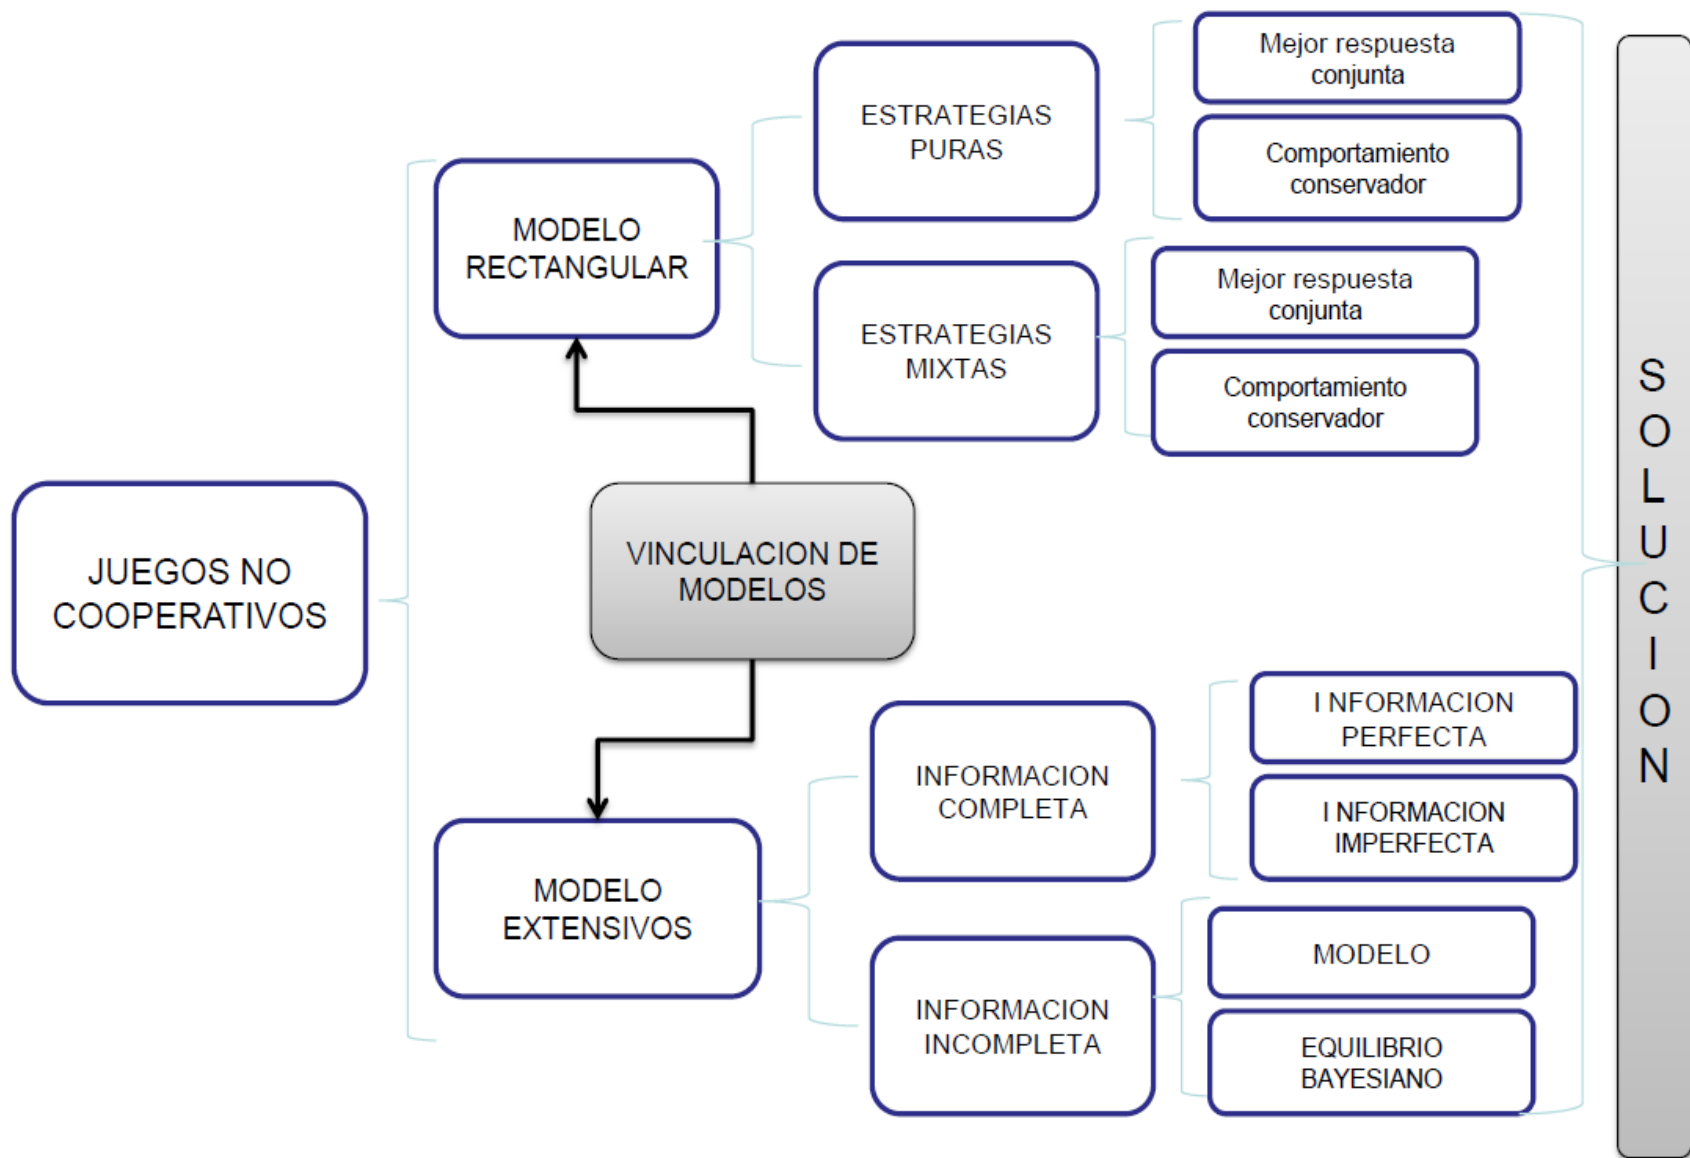 Mejor respuesta
conjunta
ESTRATEGIAS
PURAS
Comportamiento
conservador
MODELO
RECTANGULAR
Mejor respuesta
conjunta
ESTRATEGIAS
MIXTAS
Comportamiento
conservador
JUEGOS NO
COOPERATIVOS
VINCULACION DE
MODELOS
I NFORMACION
PERFECTA
INFORMACION
COMPLETA
I NFORMACION
IMPERFECTA
MODELO
EXTENSIVOS
MODELO
INFORMACION
INCOMPLETA
EQUILIBRIO
BAYESIANO
S
O
L
U
C
I
O
N